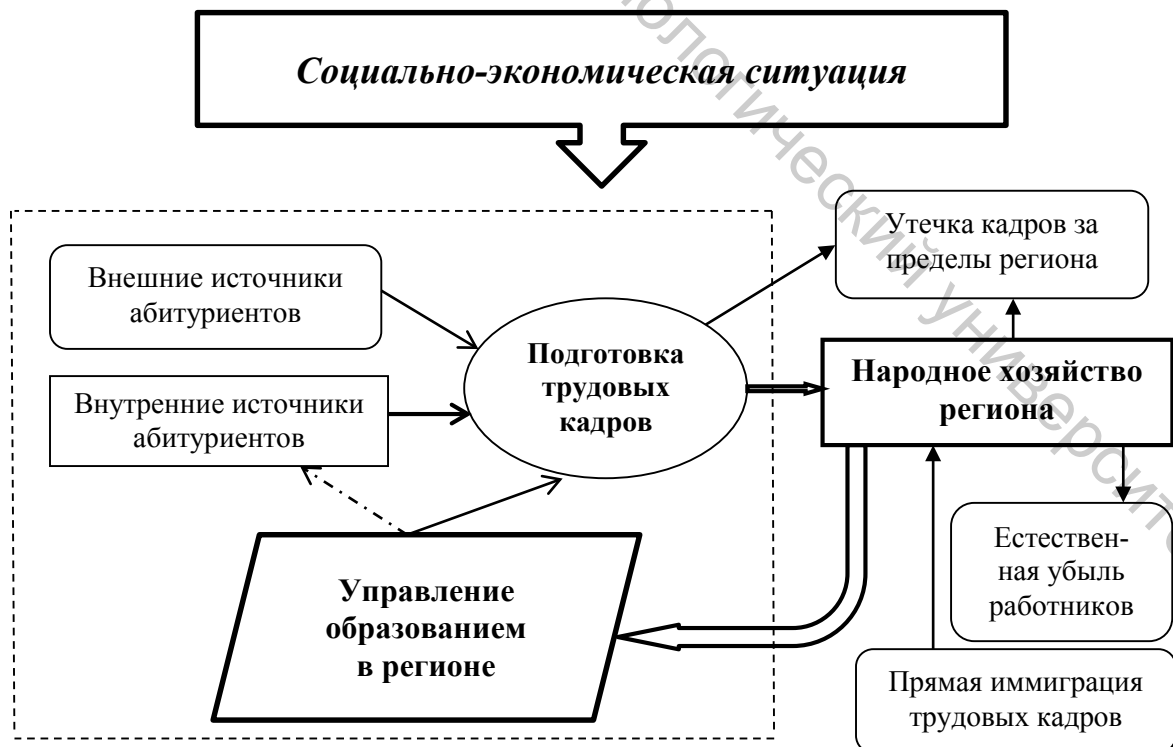 Социально-экономическая ситуация
Утечка кадров за
пределы региона
Внешние источники
абитуриентов
Подготовка
трудовых
кадров
Народное хозяйство
региона
Внутренние источники
абитуриентов
Естествен-
ная убыль
работников
Управление
образованием
в регионе
Прямая иммиграция
трудовых кадров